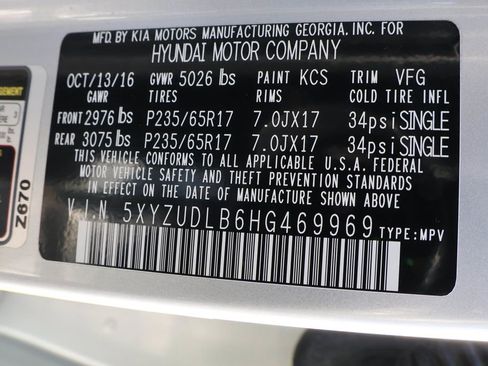 MFD. BY KIA MOTORS MANUFACTURING GEORGIA, INC. FOR
HYUNDAI MOTOR COMPANY
OCT/13/16 GVWR 5026 lbs PAINT KCS TRIM VFG
GAWR TIRES RIMS COLD TIRE INFL
FRONT 2976 lbs P235/65R17 7.0JX17 34psi SINGLE
REAR 3075 lbs P235/65R17 7.0JX17 34psi SINGLE
THIS VEHICLE CONFORMS TO ALL APPLICABLE U.S.A. FEDERAL
MOTOR VEHICLE SAFETY AND THEFT PREVENTION STANDARDS
IN EFFECT ON THE DATE OF MANUFACTURE SHOWN ABOVE.
V.I.N 5XYZUDLB6HG469969 TYPE: MPV
Z670